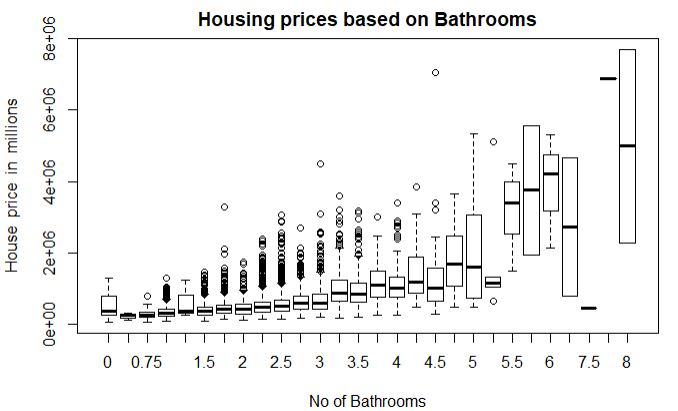 Housing prices based on Bathrooms
8e+06
6e+06
4e+06
2e+06
0e+00
House price in millions
0 0.75 1.5 2 2.5 3 3.5 4 4.5 5 5.5 6 7.5 8
No of Bathrooms